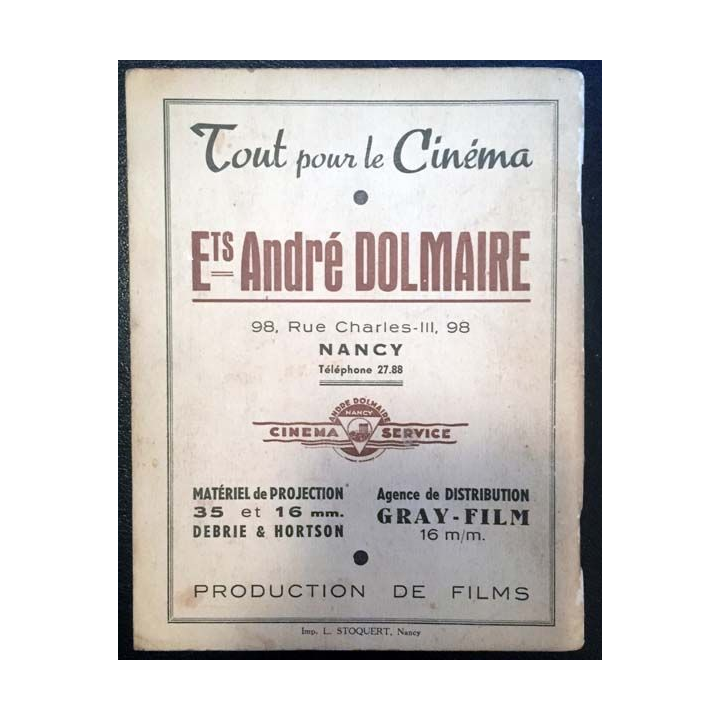 Tout pour le Cinéma
ETS André DOLMAIRE
98, Rue Charles-III, 98
NANCY
Téléphone 27.88
ANDRE DOLMAIRE
NANCY
CINEMA SERVICE
MATÉRIEL de PROJECTION
35 et 16 mm.
DEBRIE & HORTSON
Agence de DISTRIBUTION
GRAY-FILM
16 m/m.
PRODUCTION DE FILMS
Imp. L. STOQUERT, Nancy